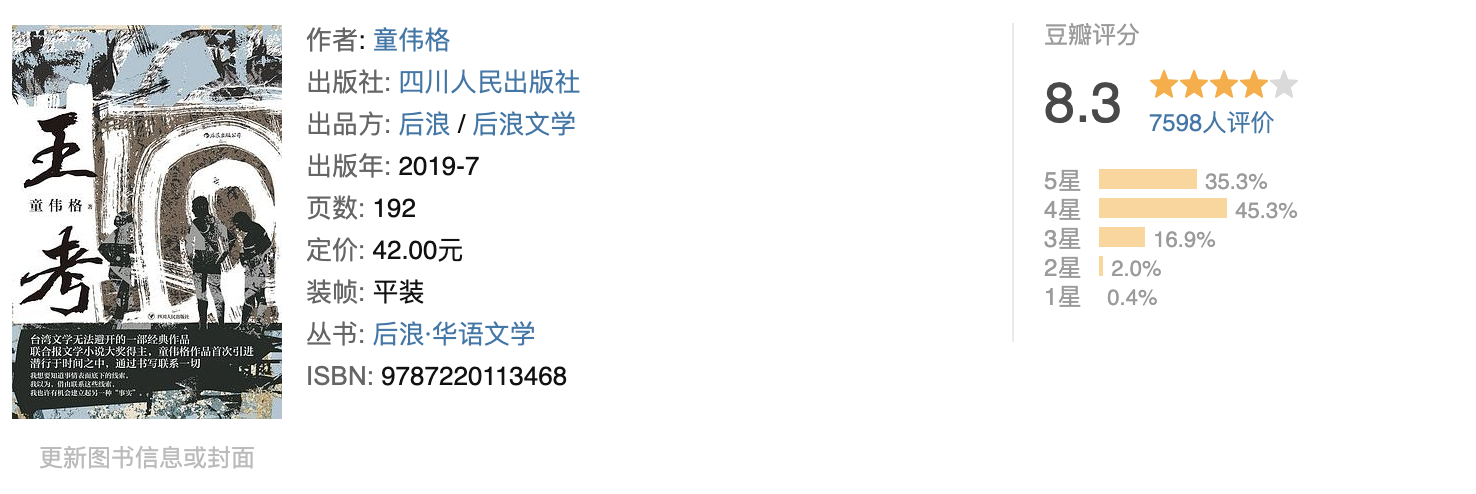 王考
童伟格 著
后浪出版公司
四川人民出版社
台湾文学无法避开的一部经典作品
联合报文学小说大奖得主，童伟格作品首次引进
潜行于时间之中，通过书写联系一切
我想要知道事情表面底下的线索，
我以为，借由联系这些线索，
我也许有机会建立起另一种“事实”
更新图书信息或封面
作者: 童伟格
出版社: 四川人民出版社
出品方: 后浪 / 后浪文学
出版年: 2019-7
页数: 192
定价: 42.00元
装帧: 平装
丛书: 后浪·华语文学
ISBN: 9787220113468
豆瓣评分
8.3
7598人评价
5星 35.3%
4星 45.3%
3星 16.9%
2星 2.0%
1星 0.4%